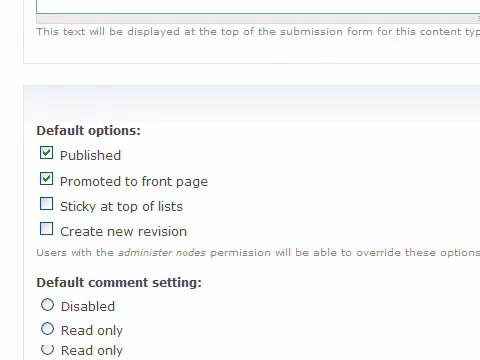 This text will be displayed at the top of the submission form for this content typ
Default options:
Published
Promoted to front page
Sticky at top of lists
Create new revision
Users with the administer nodes permission will be able to override these options
Default comment setting:
Disabled
Read only
Read only